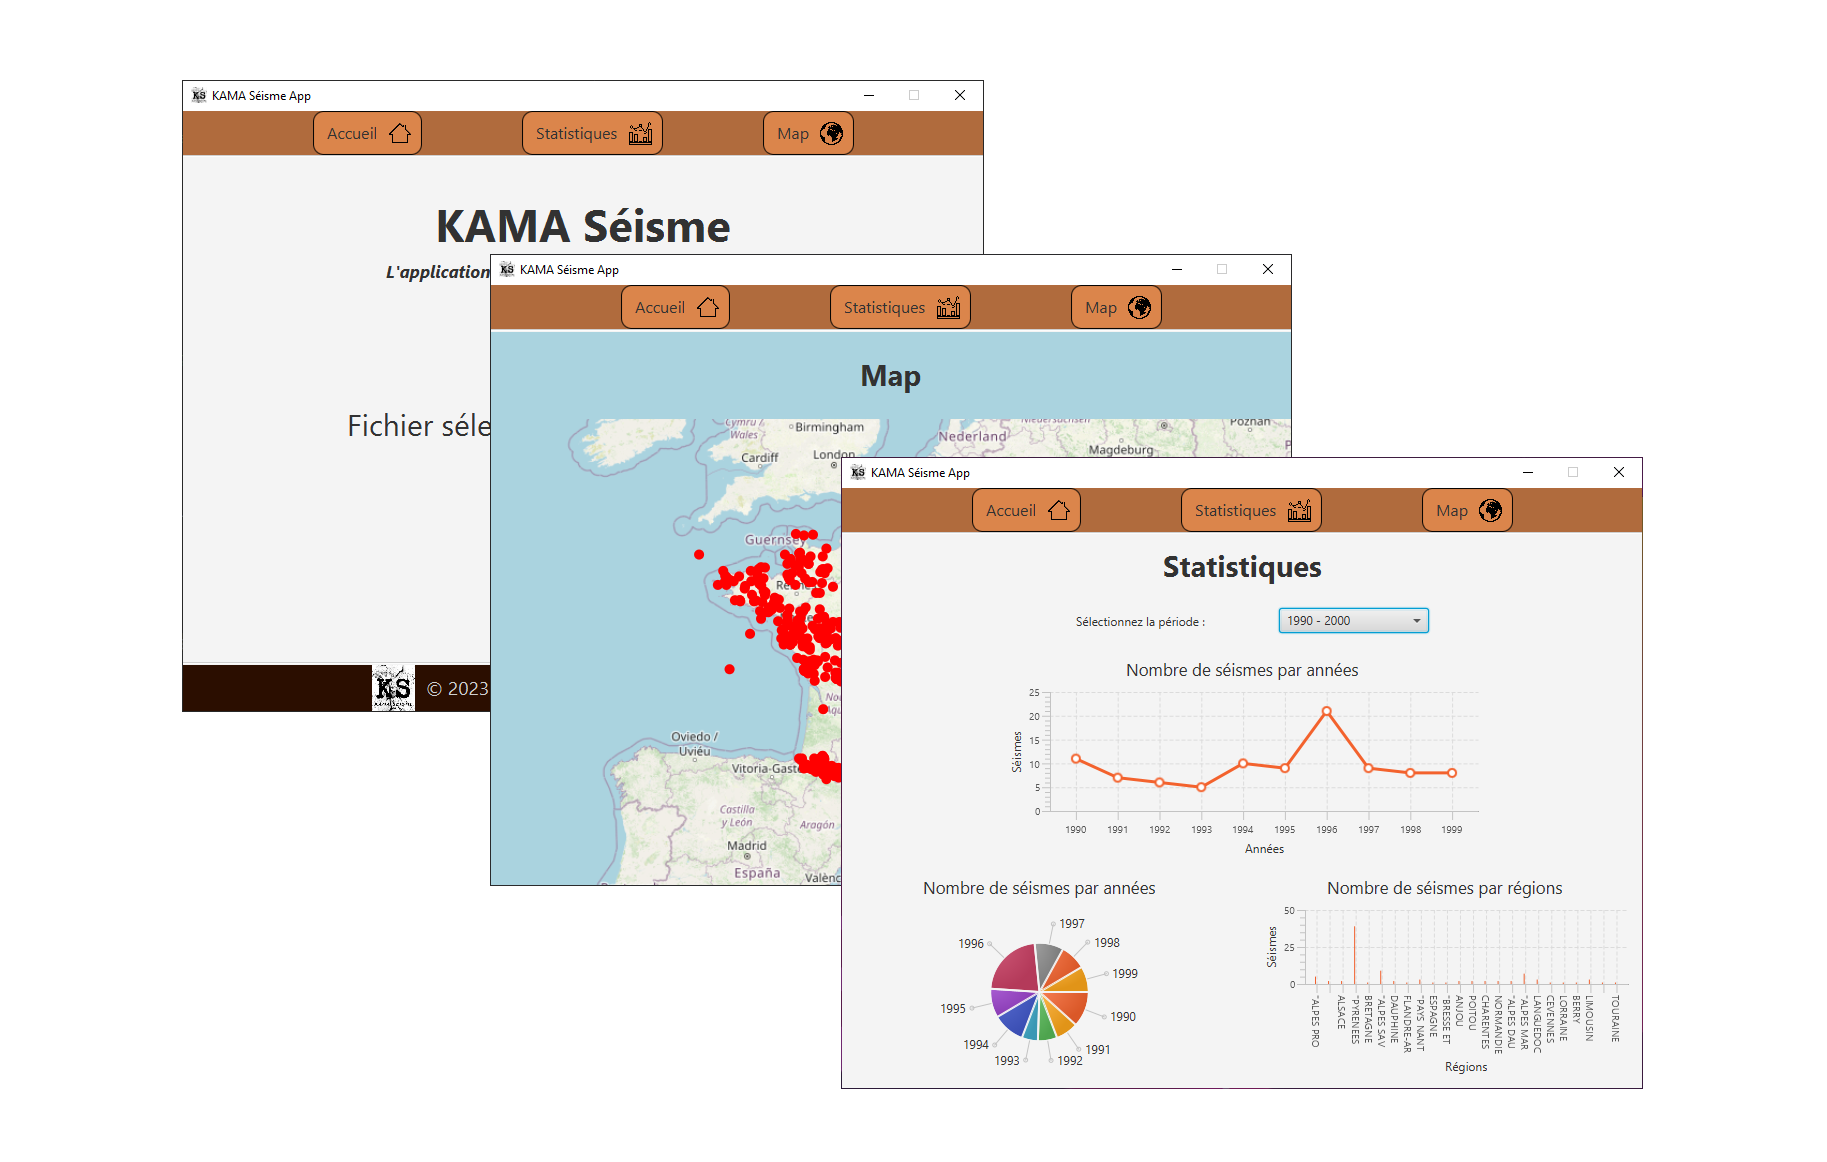 KAMA Séisme App
Accueil
Statistiques
Map
KAMA Séisme
L'application
Fichier séle
KS
© 2023
KAMA Séisme App
Accueil
Statistiques
Map
Map
Cymru /
Wales
Birmingham
Cardiff
London
Nederland
Niedersachsen
Magdeburg
Poznań
Guernsey
Oviedo /
Uviéu
Vitoria-Gast
Castilla
y León
Aragón
Madrid
España
Valènc
KAMA Séisme App
Accueil
Statistiques
Map
Statistiques
Sélectionnez la période :
1990 - 2000
Nombre de séismes par années
Séismes
25
20
15
10
5
0
1990 1991 1992 1993 1994 1995 1996 1997 1998 1999
Années
Nombre de séismes par années
1997
1998
1999
1990
1991
1992
1993
1994
1995
1996
Nombre de séismes par régions
Séismes
50
25
0
"ALPES PRO
ALSACE
"PYRENEES
BRETAGNE
"ALPES SAV
DAUPHINE
FLANDRE-AR
"PAYS NANT
ESPAGNE
"BRESSE ET
ANJOU
POITOU
CHARENTES
NORMANDIE
"ALPES DAU
"ALPES MAR
LANGUEDOC
CEVENNES
LORRAINE
BERRY
LIMOUSIN
TOURAINE
Régions